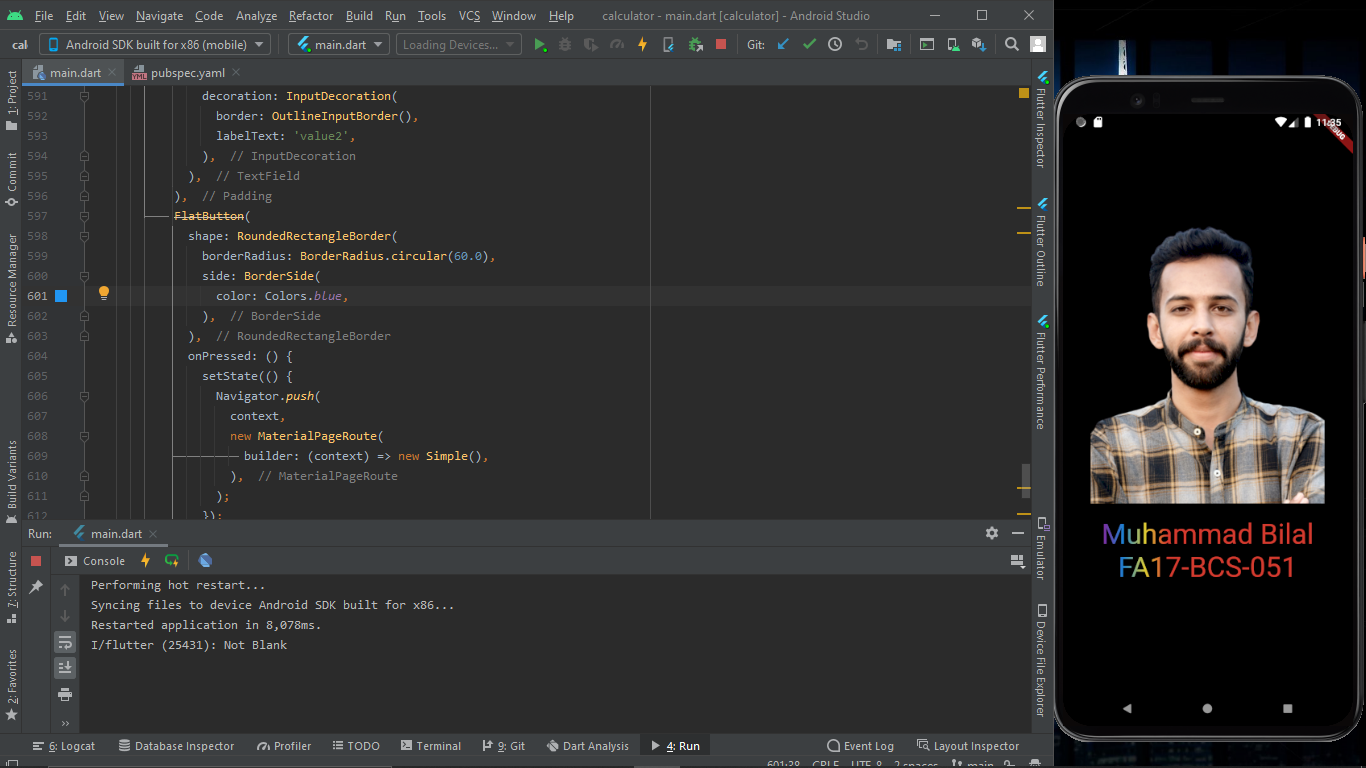 File Edit View Navigate Code Analyze Refactor Build Run Tools VCS Window Help calculator - main.dart [calculator] - Android Studio
cal Android SDK built for x86 (mobile) main.dart Loading Devices... Git:
main.dart pubspec.yaml
1: Project
Commit
Resource Manager
Build Variants
7: Structure
2: Favorites
591 decoration: InputDecoration(
592 border: OutlineInputBorder(),
593 labelText: 'value2',
594 ), // InputDecoration
595 ), // TextField
596 ), // Padding
597 FlatButton(
598 shape: RoundedRectangleBorder(
599 borderRadius: BorderRadius.circular(60.0),
600 side: BorderSide(
601 color: Colors.blue,
602 ), // BorderSide
603 ), // RoundedRectangleBorder
604 onPressed: () {
605 setState(() {
606 Navigator.push(
607 context,
608 new MaterialPageRoute(
609 builder: (context) => new Simple(),
610 ), // MaterialPageRoute
611 );
612 });
Flutter Inspector
Flutter Outline
Flutter Performance
Emulator
Device File Explorer
Run: main.dart
Console
Performing hot restart...
Syncing files to device Android SDK built for x86...
Restarted application in 8,078ms.
I/flutter (25431): Not Blank
6: Logcat Database Inspector Profiler TODO Terminal 9: Git Dart Analysis 4: Run Event Log Layout Inspector
601:38 CRLF UTF-8 2 spaces main
11:35
Muhammad Bilal
FA17-BCS-051